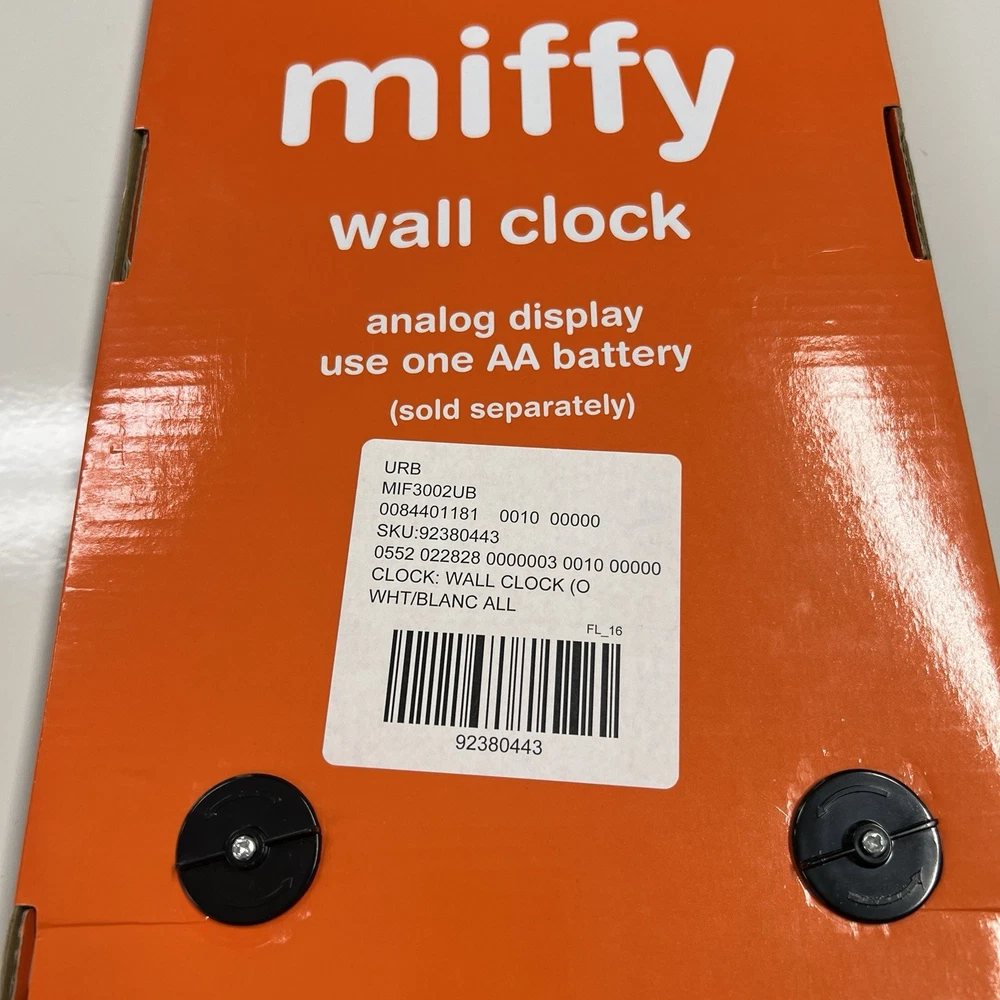 miffy
wall clock
analog display
use one AA battery
(sold separately)
URB
MIF3002UB
0084401181 0010 00000
SKU:92380443
0552 022828 0000003 0010 00000
CLOCK: WALL CLOCK (O
WHT/BLANC ALL
FL_16
92380443